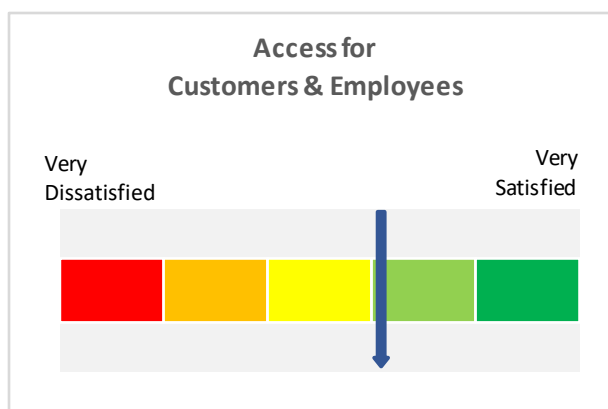 Access for
Customers & Employees
Very
Dissatisfied
Very
Satisfied